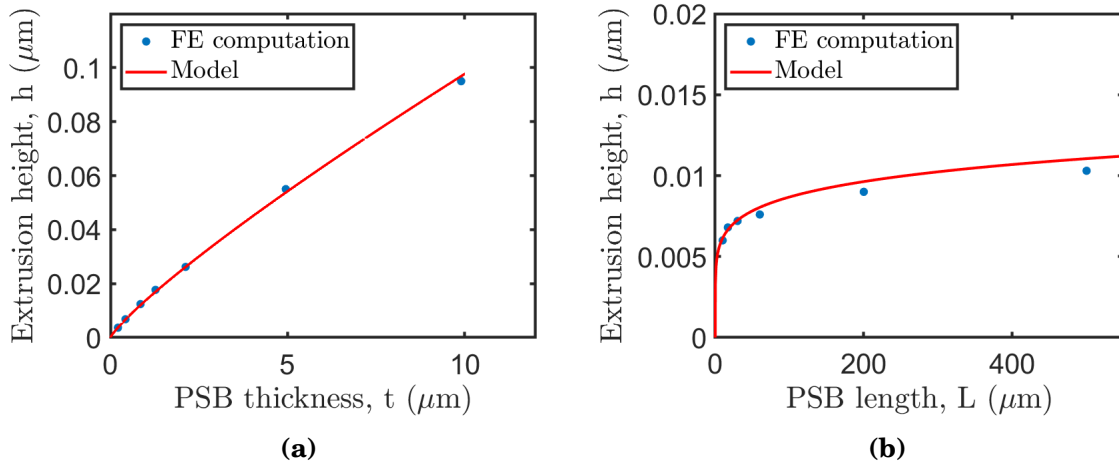 FE computation
Model
Extrusion height, h (μm)
0.1
0.08
0.06
0.04
0.02
0
0
5
10
PSB thickness, t (μm)
(a)
FE computation
Model
Extrusion height, h (μm)
0.02
0.015
0.01
0.005
0
0
200
400
PSB length, L (μm)
(b)